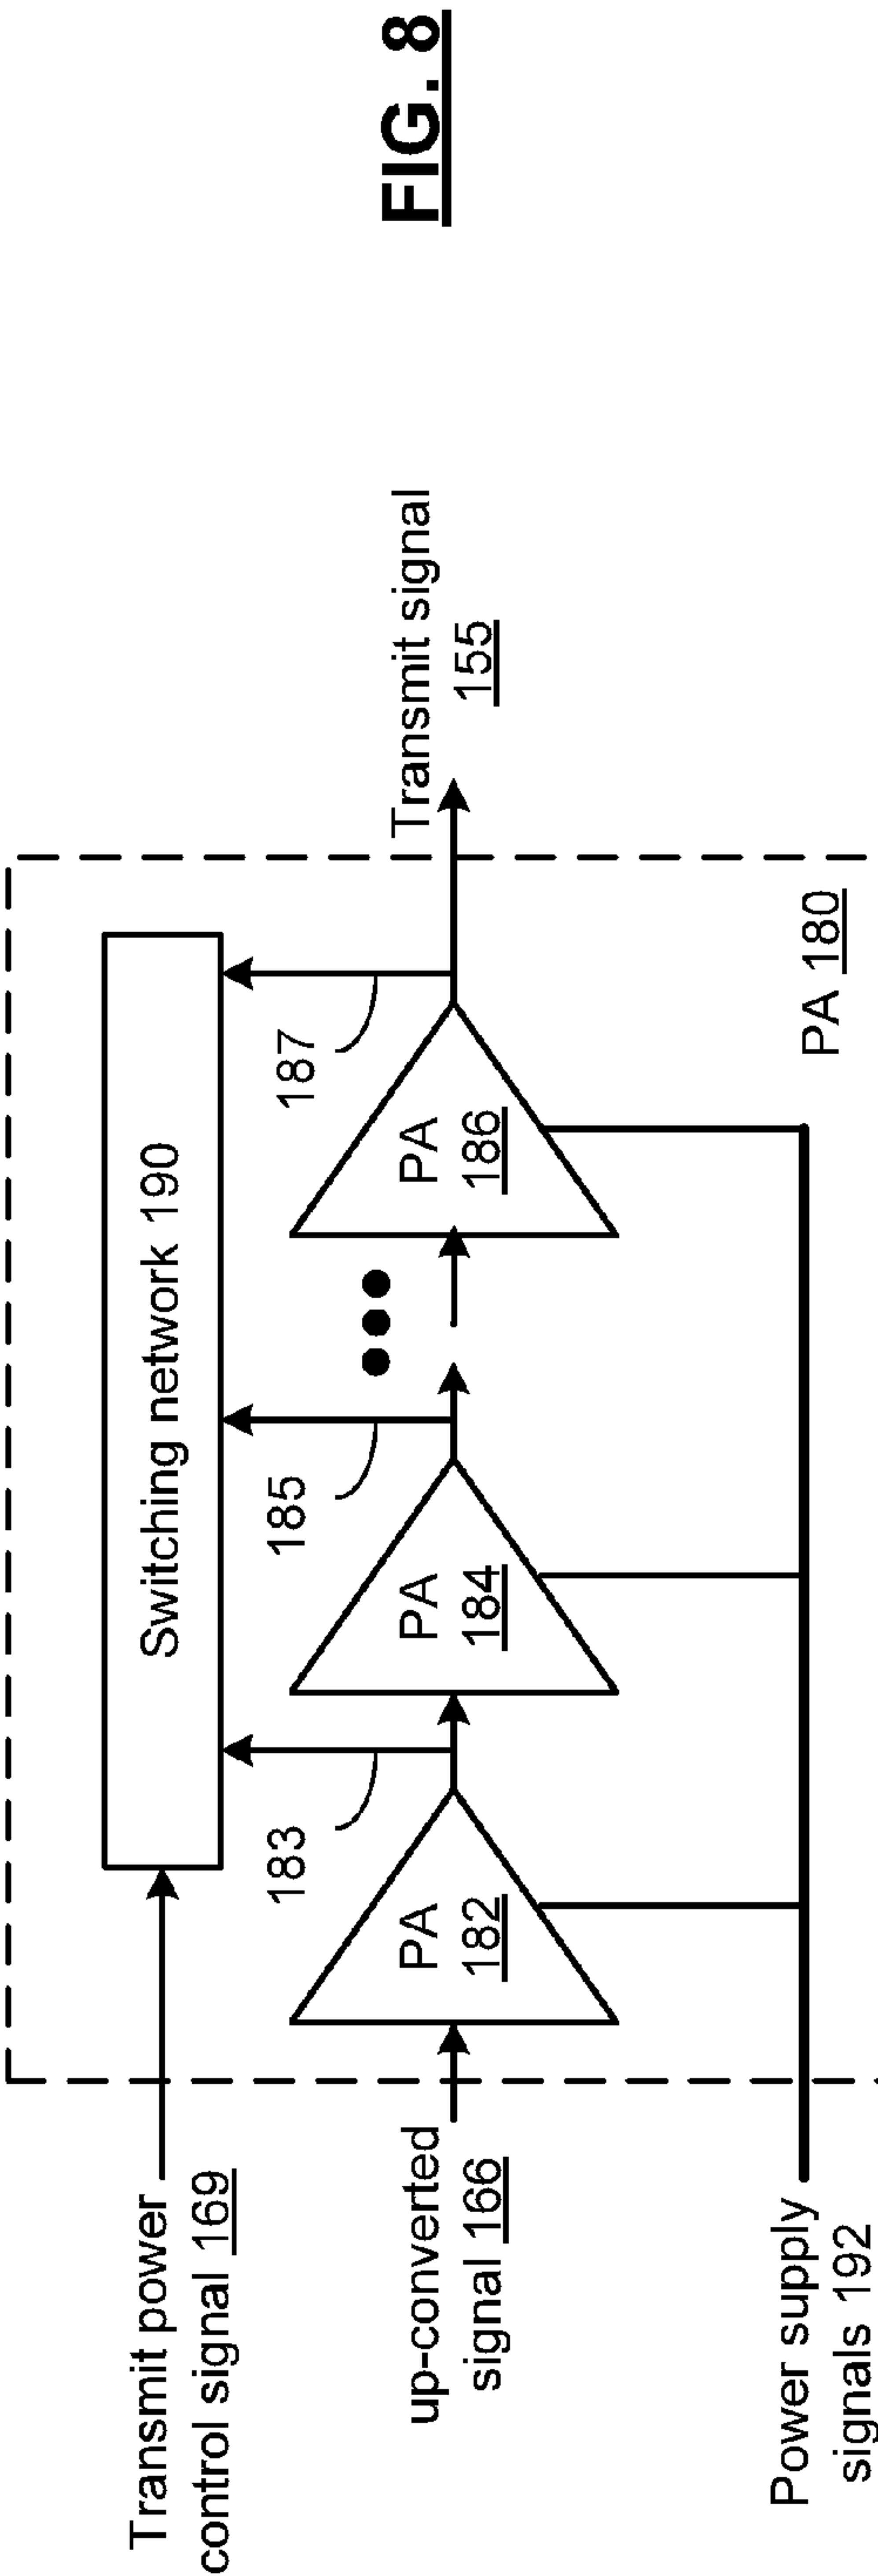 Transmit power
control signal 169
Switching network 190
183
185
187
up-converted
signal 166
PA
182
PA
184
PA
186
Transmit signal
155
Power supply
signals 192
PA 180
FIG. 8